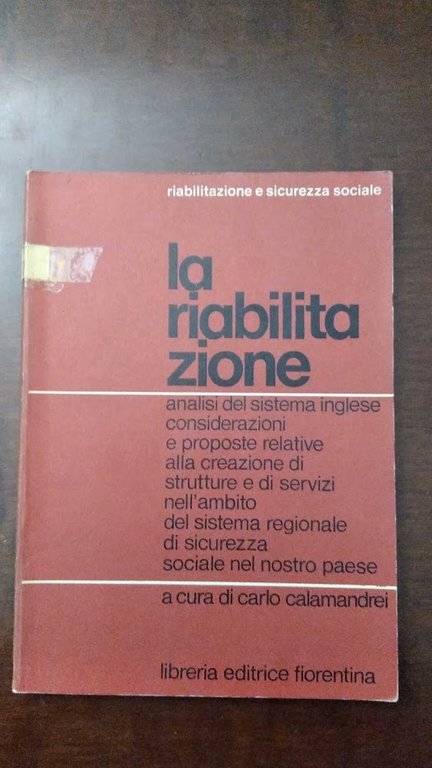 riabilitazione e sicurezza sociale
la
riabilita
zione
analisi del sistema inglese
considerazioni
e proposte relative
alla creazione di
strutture e di servizi
nell'ambito
del sistema regionale
di sicurezza
sociale nel nostro paese
a cura di carlo calamandrei
libreria editrice fiorentina